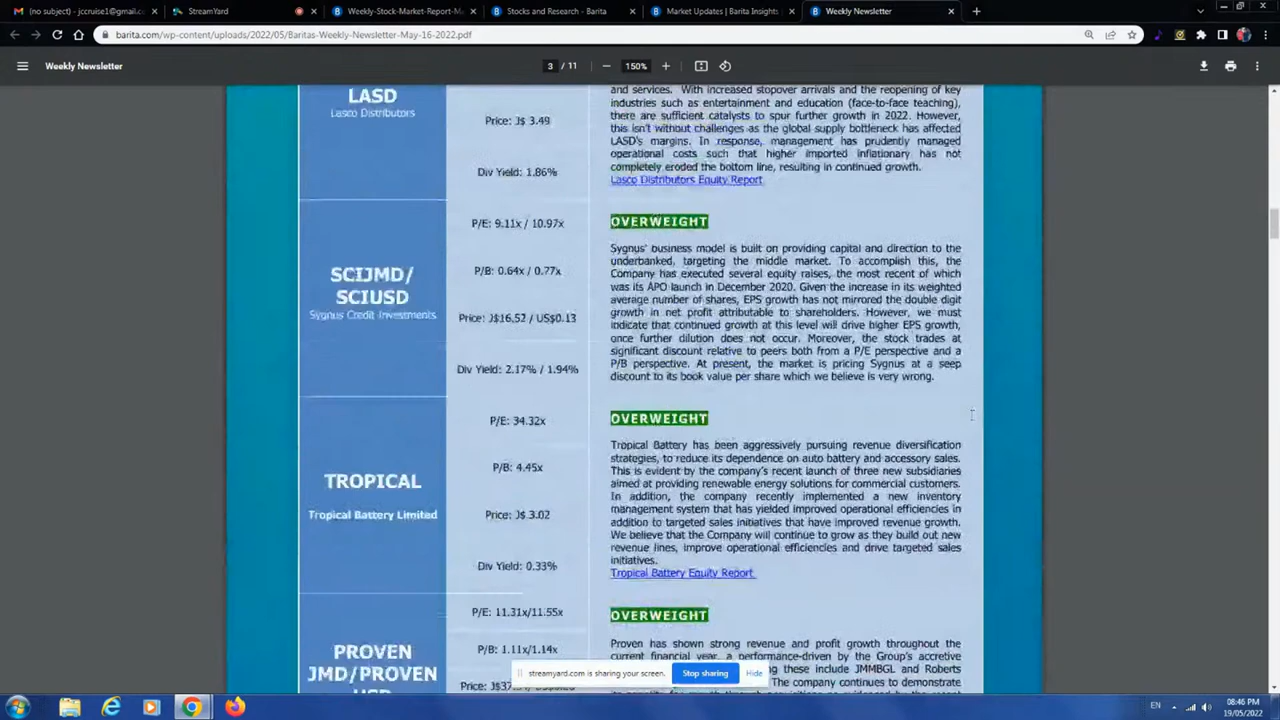 (no subject) - jccruise1@gmail.c
StreamYard
Weekly-Stock-Market-Report-M
Stocks and Research - Barita
Market Updates | Barita Insights
Weekly Newsletter
barita.com/wp-content/uploads/2022/05/Baritas-Weekly-Newsletter-May-16-2022.pdf
Weekly Newsletter
3 / 11
150%
LASD
Lasco Distributors
Price: J$ 3.49
Div Yield: 1.86%
and services. With increased stopover arrivals and the reopening of key
industries such as entertainment and education (face-to-face teaching),
there are sufficient catalysts to spur further growth in 2022. However,
this isn't without challenges as the global supply bottleneck has affected
LASD's margins. In response, management has prudently managed
operational costs such that higher imported inflationary has not
completely eroded the bottom line, resulting in continued growth.
Lasco Distributors Equity Report
SCIJMD/
SCIUSD
Sygnus Credit Investments
P/E: 9.11x / 10.97x
P/B: 0.64x / 0.77x
Price: J$16.52 / US$0.13
Div Yield: 2.17% / 1.94%
OVERWEIGHT
Sygnus' business model is built on providing capital and direction to the
underbanked, targeting the middle market. To accomplish this, the
Company has executed several equity raises, the most recent of which
was its APO launch in December 2020. Given the increase in its weighted
average number of shares, EPS growth has not mirrored the double digit
growth in net profit attributable to shareholders. However, we must
indicate that continued growth at this level will drive higher EPS growth,
once further dilution does not occur. Moreover, the stock trades at
significant discount relative to peers both from a P/E perspective and a
P/B perspective. At present, the market is pricing Sygnus at a seep
discount to its book value per share which we believe is very wrong.
TROPICAL
Tropical Battery Limited
P/E: 34.32x
P/B: 4.45x
Price: J$ 3.02
Div Yield: 0.33%
OVERWEIGHT
Tropical Battery has been aggressively pursuing revenue diversification
strategies, to reduce its dependence on auto battery and accessory sales.
This is evident by the company's recent launch of three new subsidiaries
aimed at providing renewable energy solutions for commercial customers.
In addition, the company recently implemented a new inventory
management system that has yielded improved operational efficiencies in
addition to targeted sales initiatives that have improved revenue growth.
We believe that the Company will continue to grow as they build out new
revenue lines, improve operational efficiencies and drive targeted sales
initiatives.
Tropical Battery Equity Report
PROVEN
JMD/PROVEN
P/E: 11.31x/11.55x
P/B: 1.11x/1.14x
Price: J$37
OVERWEIGHT
Proven has shown strong revenue and profit growth throughout the
current financial year, a performance-driven by the Group's accretive
these include JMMBGL and Roberts
The company continues to demonstrate
streamyard.com is sharing your screen.
Stop sharing
Hide
EN
08:46 PM
19/05/2022